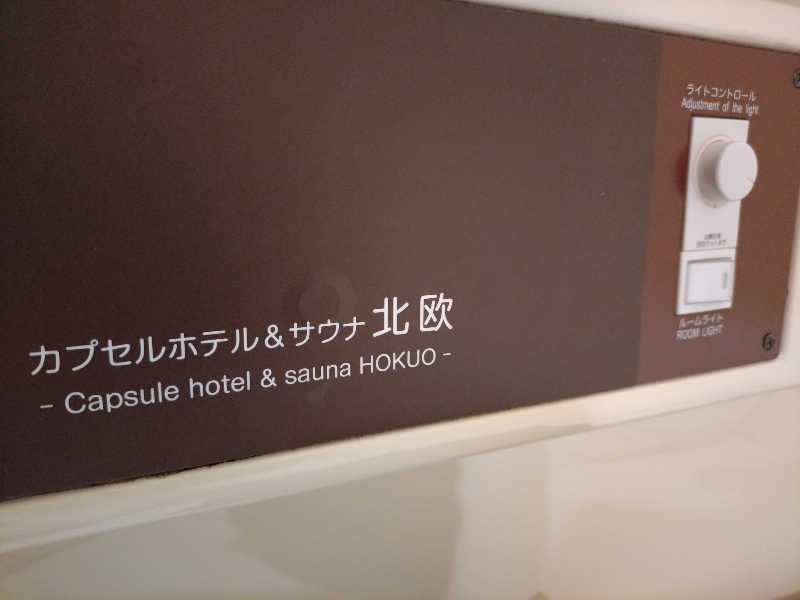 ライトコントロール
Adjustment of the light
カプセルホテル&サウナ 北欧
- Capsule hotel & sauna HOKUO -
ルームライト
ROOM LIGHT